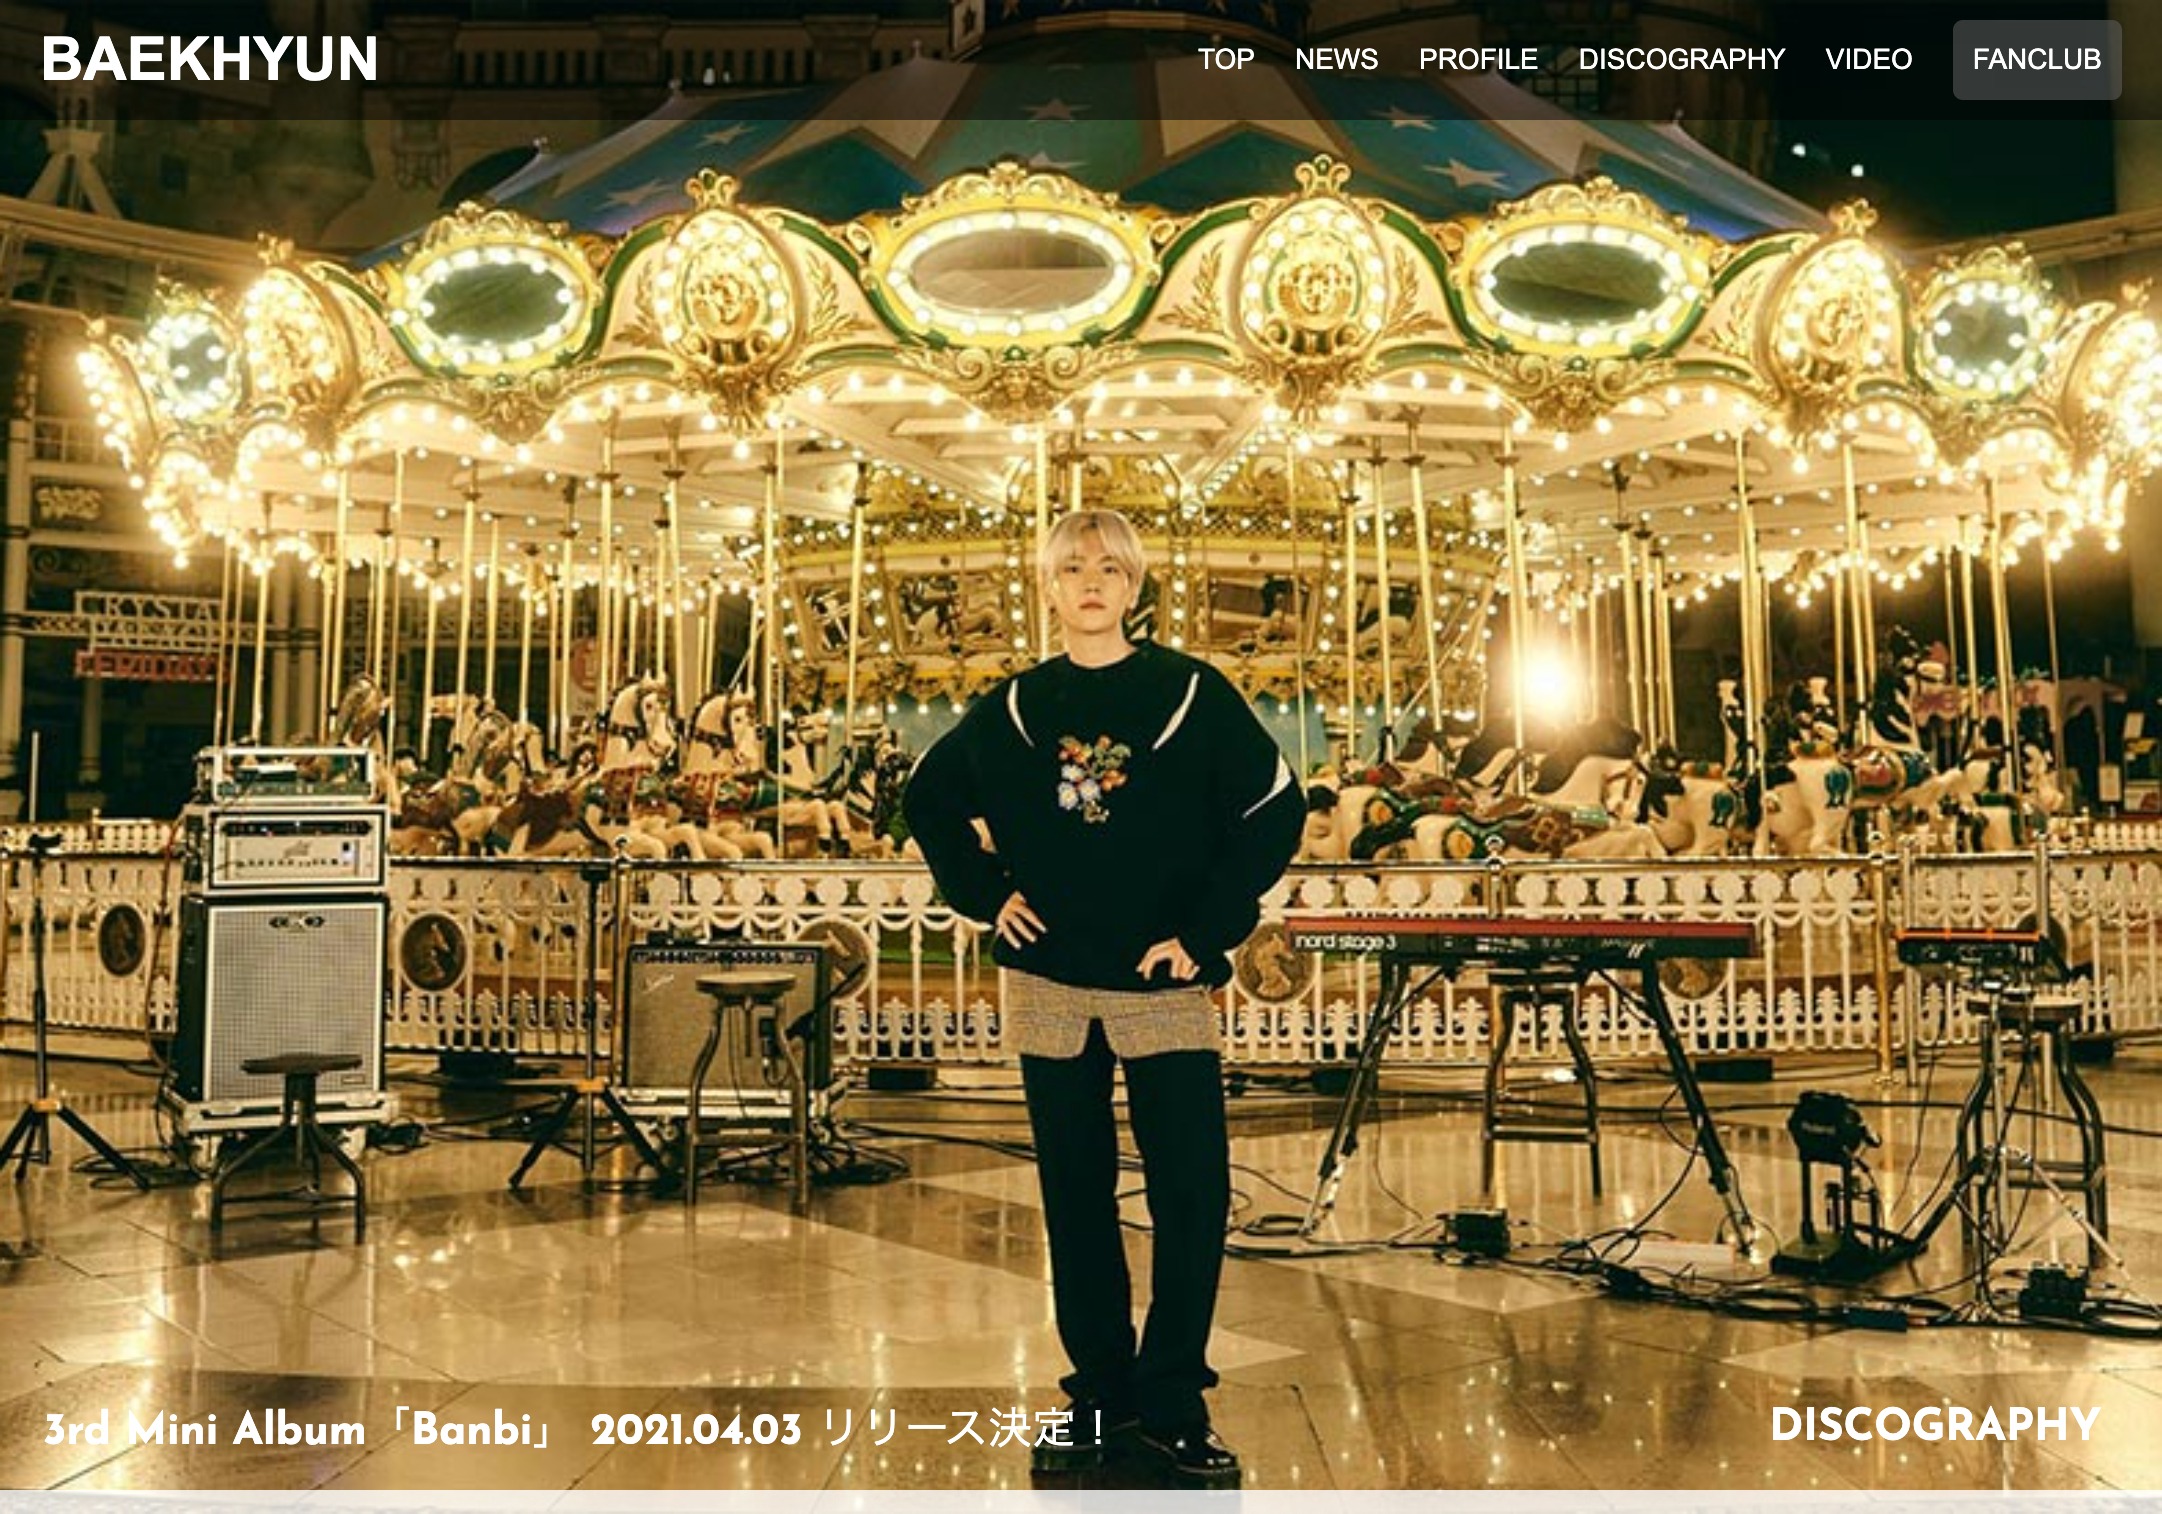 BAEKHYUN
TOP NEWS PROFILE DISCOGRAPHY VIDEO FANCLUB
nord stage 3
3rd Mini Album「Banbi」 2021.04.03 リリース決定！
DISCOGRAPHY